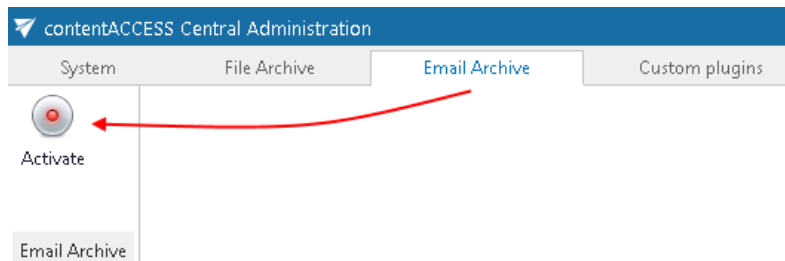 contentACCESS Central Administration
System File Archive Email Archive Custom plugins
Activate
Email Archive